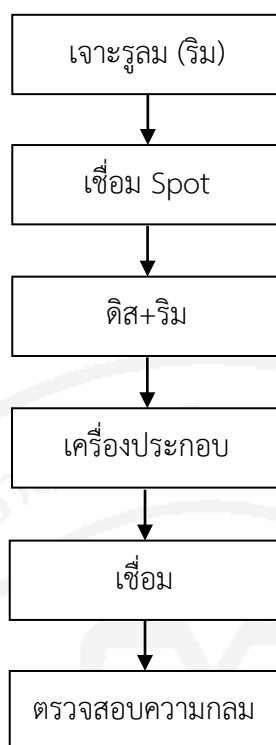 เจาะรูลม (ริม)
เชื่อม Spot
ดิส+ริม
เครื่องประกอบ
เชื่อม
ตรวจสอบความกลม